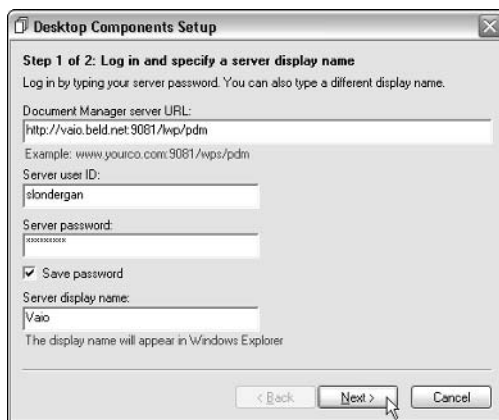 Desktop Components Setup
Step 1 of 2: Log in and specify a server display name
Log in by typing your server password. You can also type a different display name.
Document Manager server URL:
http://vaio.beld.net:9081/lwp/pdm
Example: www.yourco.com:9081/wps/pdm
Server user ID:
slondergan
Server password:
×××××××××
Save password
Server display name:
Vaio
The display name will appear in Windows Explorer
< Back Next > Cancel